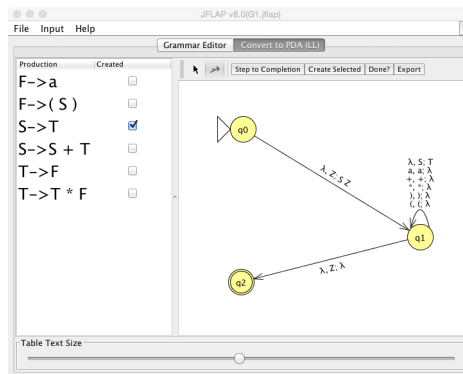 JFLAP v8.0(G1.jflap)
File Input Help
Grammar Editor Convert to PDA (LL)
Production Created
Step to Completion Create Selected Done? Export
F->a
F->( S )
S->T
S->S + T
T->F
T->T * F
q0
λ, Z; S Z
λ, S; T
a, a; λ
+, +; λ
*, *; λ
), ); λ
(, (; λ
q1
λ, Z; λ
q2
Table Text Size